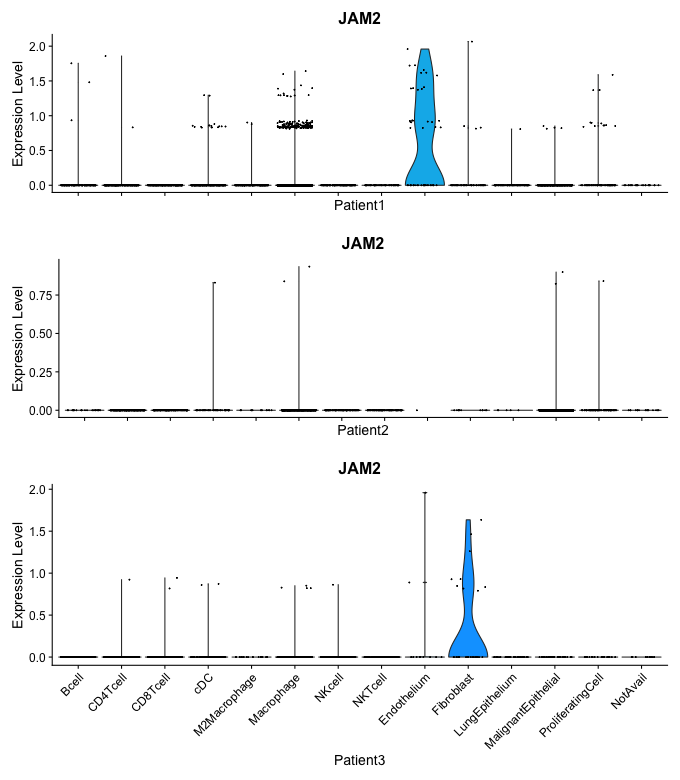 JAM2
Expression Level
2.0
1.5
1.0
0.5
0.0
Patient1
JAM2
Expression Level
0.75
0.50
0.25
0.00
Patient2
JAM2
Expression Level
2.0
1.5
1.0
0.5
0.0
Bcell
CD4Tcell
CD8Tcell
cDC
M2Macrophage
Macrophage
NKcell
NKTcell
Endothelium
Fibroblast
LungEpithelium
MalignantEpithelial
ProliferatingCell
NotAvail
Patient3